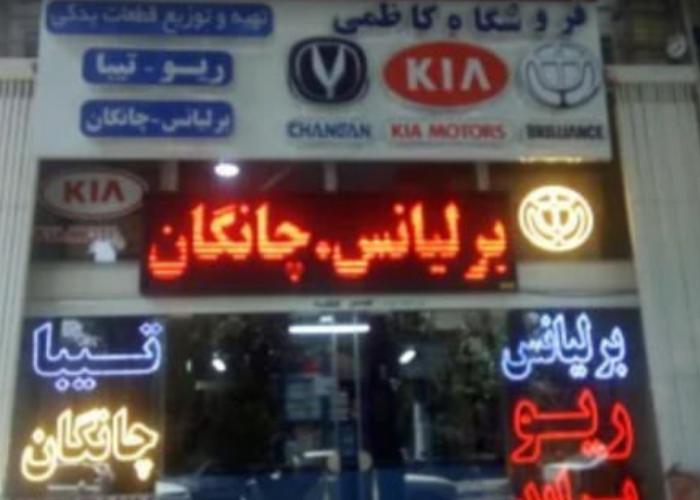 فروشگاه کاظمی
تهیه و توزیع قطعات یدکی
ریو - تیبا
برلیانس-چانگان
KIA
CHANGAN
KIA MOTORS
BRILLIANCE
KIA
برلیانس.چانگان
برلیانس
تیبا
ریو
چانگان